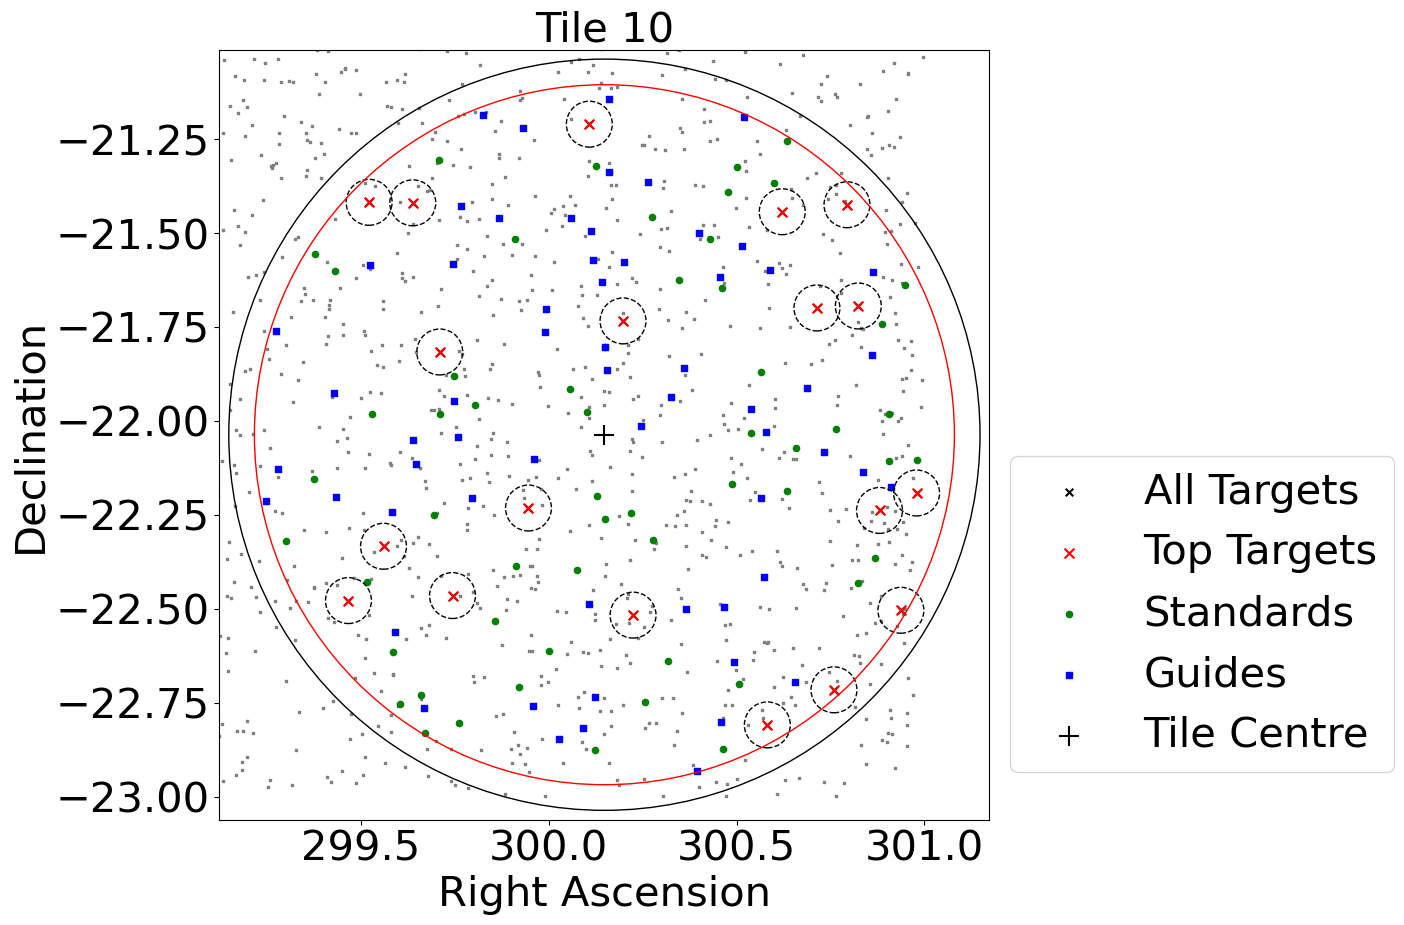 Tile 10
Declination
−21.25
−21.50
−21.75
−22.00
−22.25
−22.50
−22.75
−23.00
299.5 300.0 300.5 301.0
Right Ascension
All Targets
Top Targets
Standards
Guides
Tile Centre